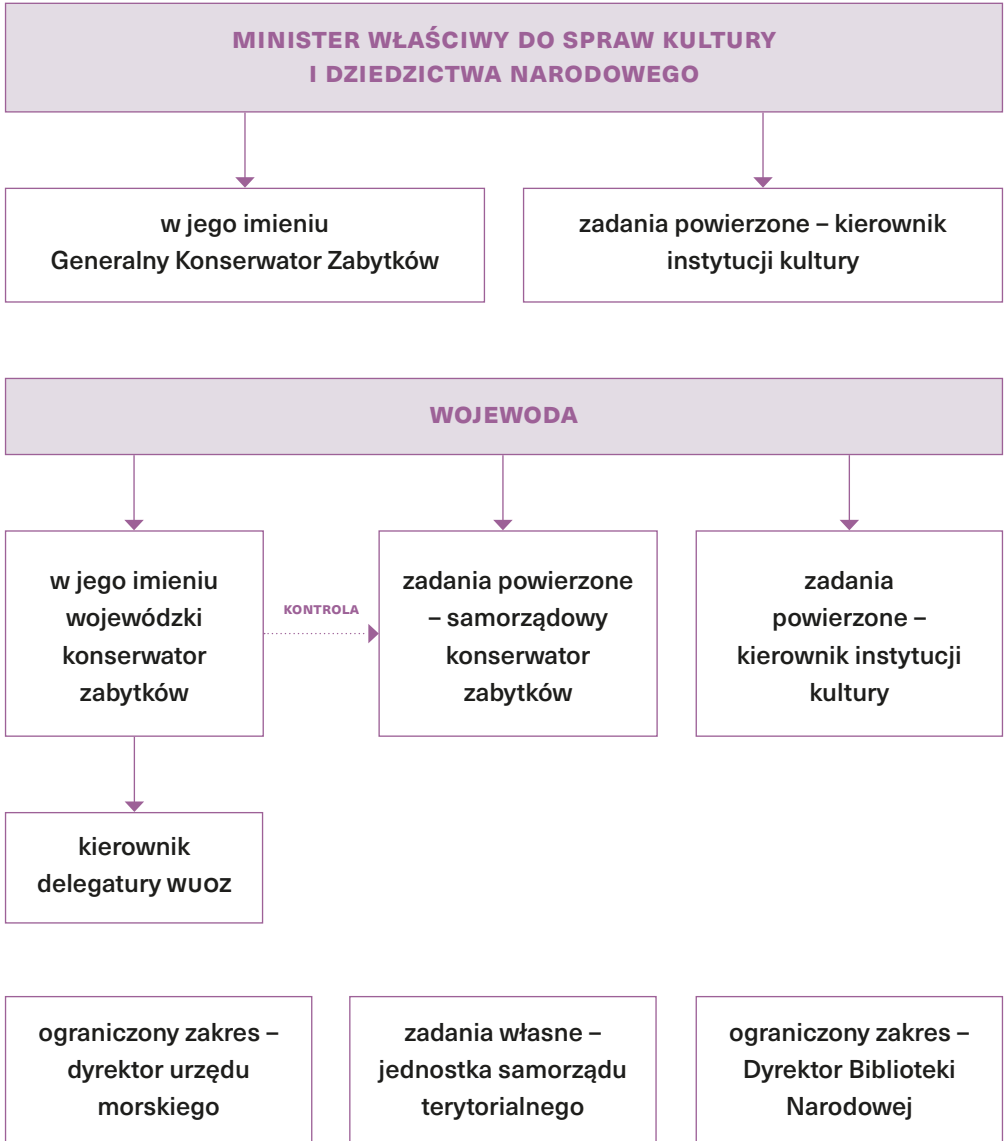 MINISTER WŁAŚCIWY DO SPRAW KULTURY
I DZIEDZICTWA NARODOWEGO
w jego imieniu
Generalny Konserwator Zabytków
zadania powierzone – kierownik
instytucji kultury
WOJEWODA
w jego imieniu
wojewódzki
konserwator
zabytków
KONTROLA
zadania powierzone
– samorządowy
konserwator
zabytków
zadania
powierzone –
kierownik instytucji
kultury
kierownik
delegatury WUOZ
ograniczony zakres –
dyrektor urzędu
morskiego
zadania własne –
jednostka samorządu
terytorialnego
ograniczony zakres –
Dyrektor Biblioteki
Narodowej